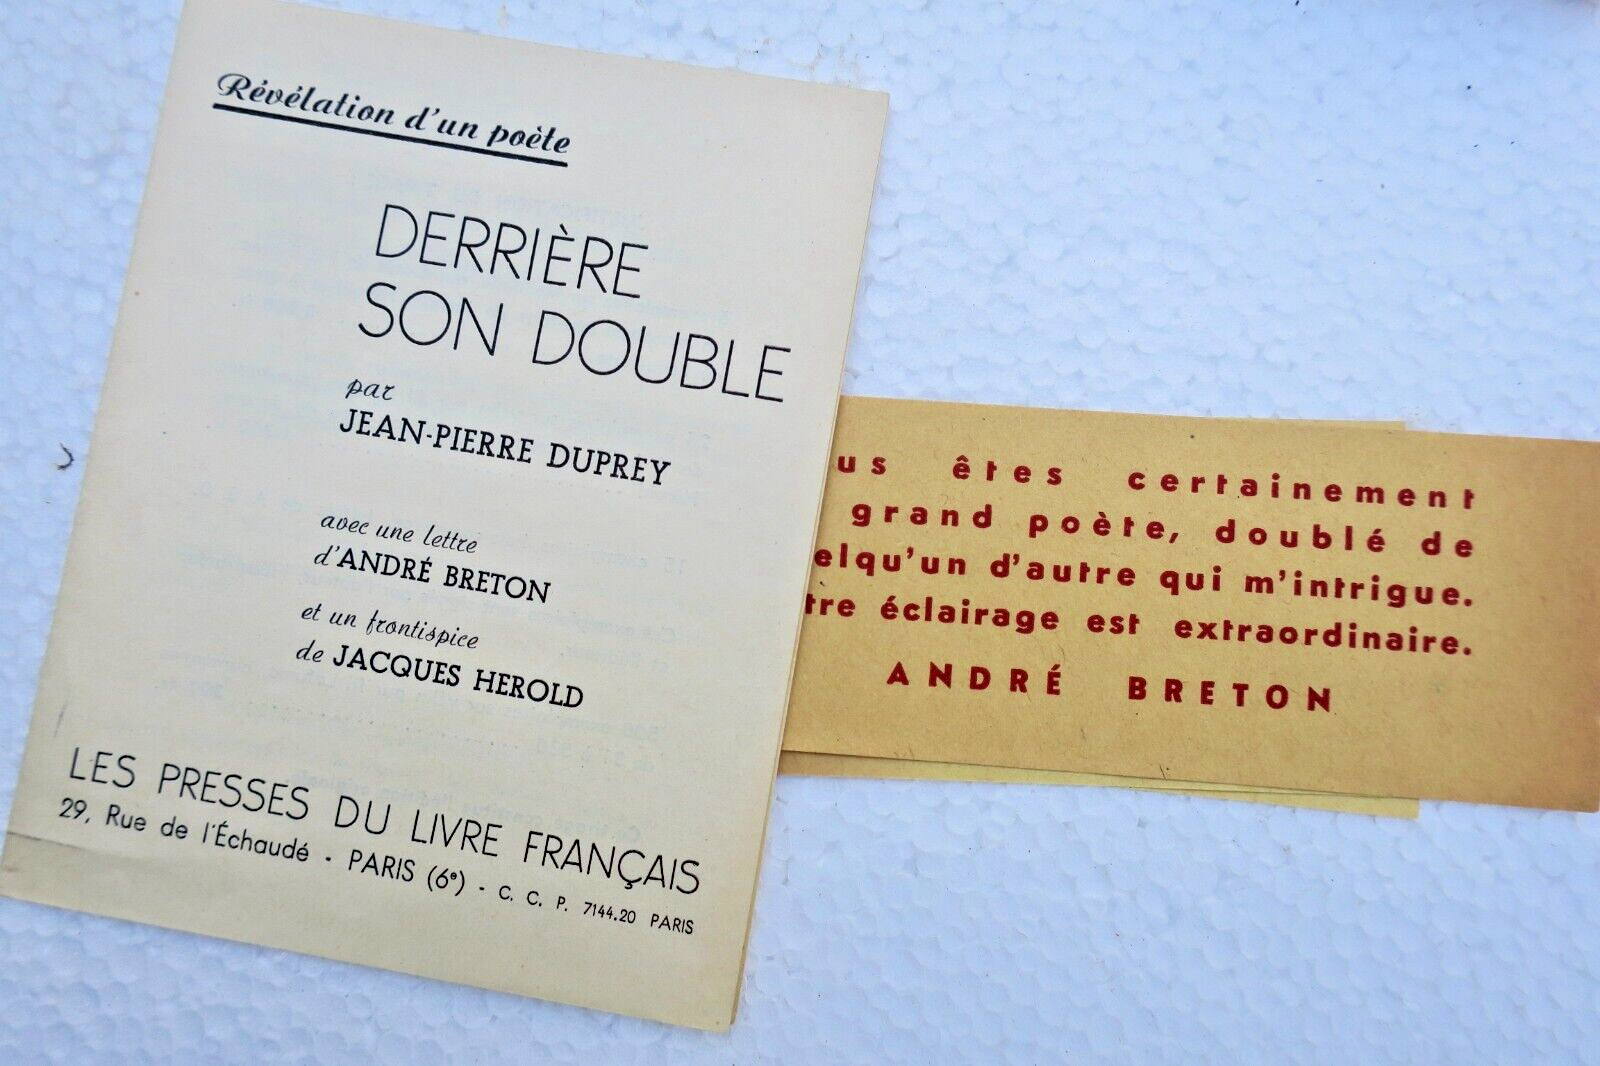 Révélation d'un poète
DERRIÈRE
SON DOUBLE
par
JEAN-PIERRE DUPREY
avec une lettre
d'ANDRÉ BRETON
et un frontispice
de JACQUES HEROLD
LES PRESSES DU LIVRE FRANÇAIS
29, Rue de l'Échaudé - PARIS (6e) - C. C. P. 7144.20 PARIS
us êtes certainement
grand poète, doublé de
elqu'un d'autre qui m'intrigue.
tre éclairage est extraordinaire.
ANDRÉ BRETON